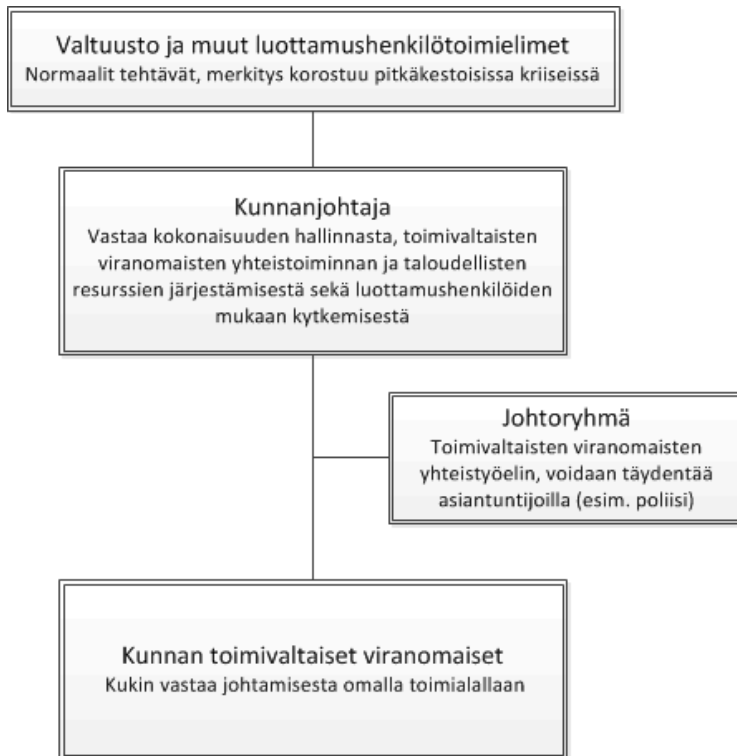 Valtuusto ja muut luottamushenkilötoimielimet
Normaalit tehtävät, merkitys korostuu pitkäkestoisissa kriiseissä
Kunnanjohtaja
Vastaa kokonaisuuden hallinnasta, toimivaltaisten
viranomaisten yhteistoiminnan ja taloudellisten
resurssien järjestämisestä sekä luottamushenkilöiden
mukaan kytkemisestä
Johtoryhmä
Toimivaltaisten viranomaisten
yhteistyöelin, voidaan täydentää
asiantuntijoilla (esim. poliisi)
Kunnan toimivaltaiset viranomaiset
Kukin vastaa johtamisesta omalla toimialallaan